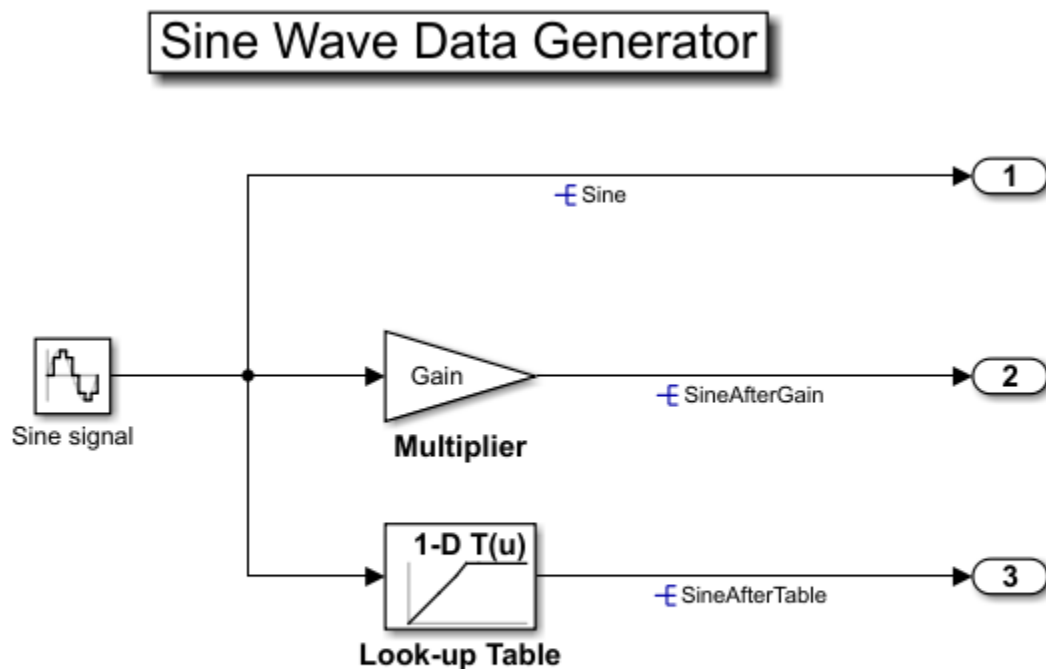 Sine Wave Data Generator
1
Sine
Sine signal
Gain
Multiplier
SineAfterGain
2
1-D T(u)
Look-up Table
SineAfterTable
3